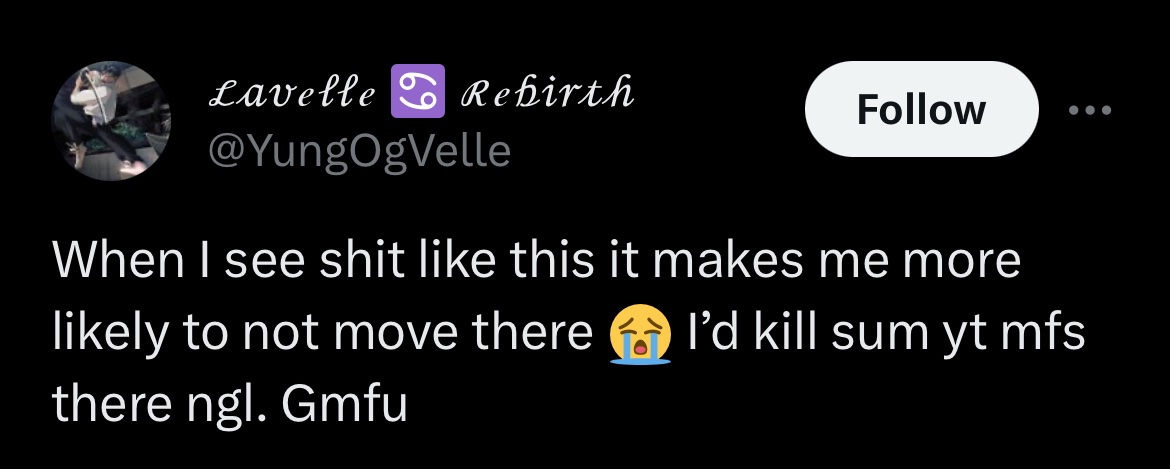 𝓛𝓪𝓿𝓮𝓵𝓵𝓮 ♋ 𝓡𝓮𝓫𝓲𝓻𝓽𝓱
@YungOgVelle
Follow
When I see shit like this it makes me more
likely to not move there 😭 I’d kill sum yt mfs
there ngl. Gmfu